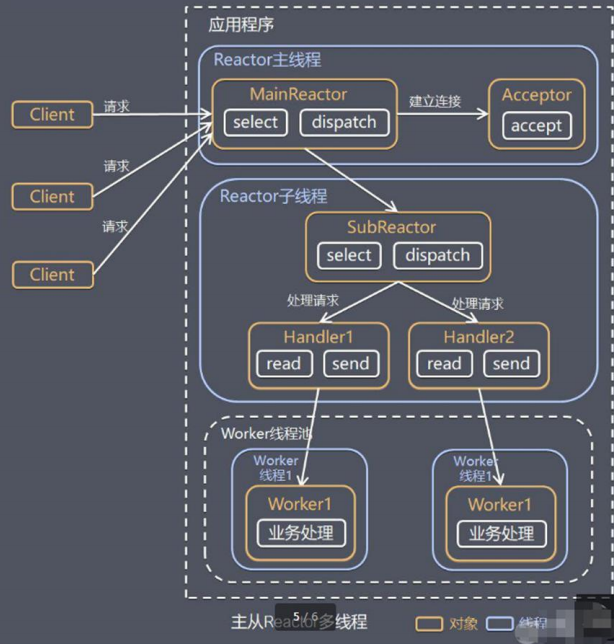 应用程序
Reactor主线程
MainReactor
select
dispatch
建立连接
Acceptor
accept
Client
请求
Client
请求
Client
请求
Reactor子线程
SubReactor
select
dispatch
处理请求
处理请求
Handler1
read
send
Handler2
read
send
Worker线程池
Worker
线程1
Worker1
业务处理
Worker
线程1
Worker1
业务处理
主从Reactor多线程
5 / 6
对象
线程